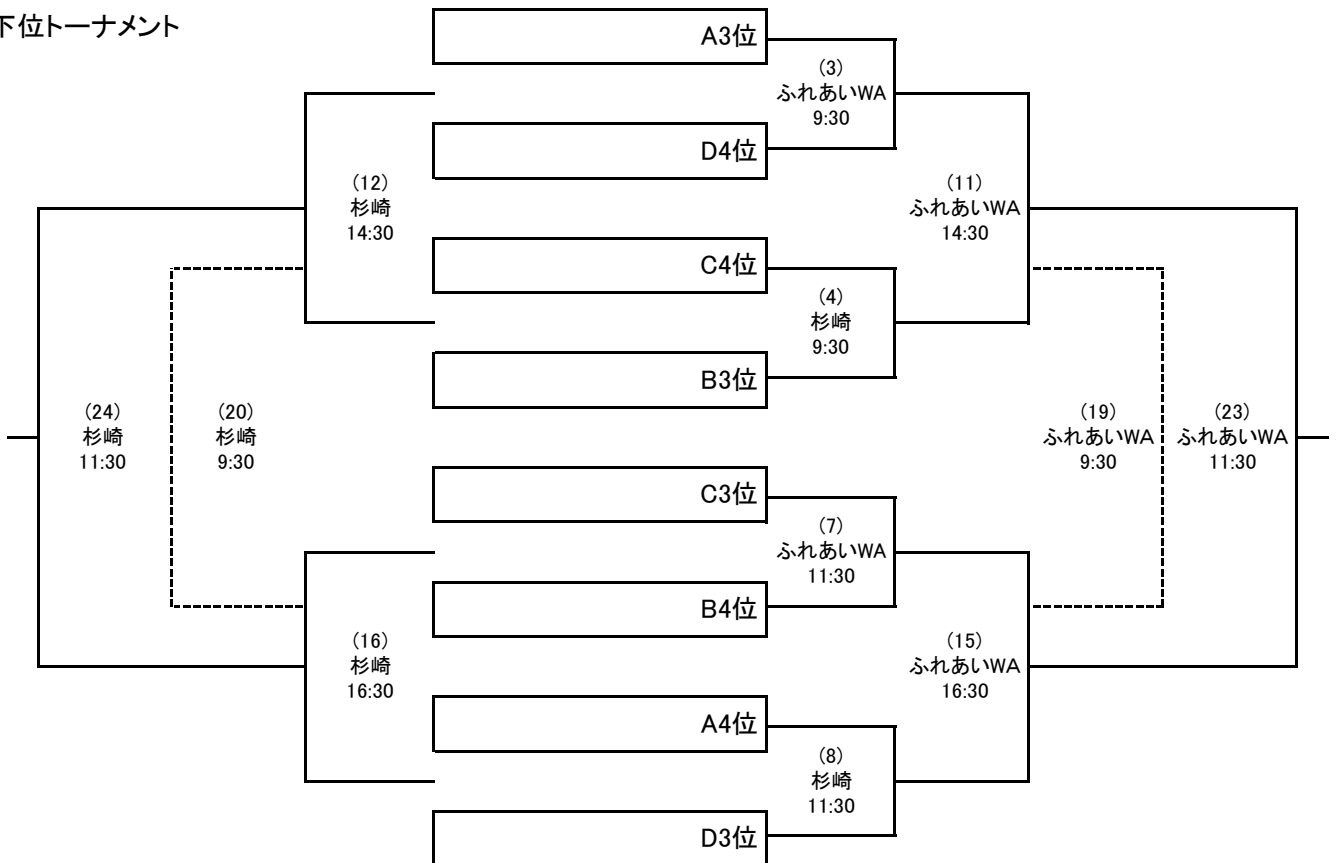 下位トーナメント
A3位
(3)
ふれあいWA
9:30
D4位
(12)
杉崎
14:30
(11)
ふれあいWA
14:30
C4位
(4)
杉崎
9:30
B3位
(24)
杉崎
11:30
(20)
杉崎
9:30
(19)
ふれあいWA
9:30
(23)
ふれあいWA
11:30
C3位
(7)
ふれあいWA
11:30
B4位
(16)
杉崎
16:30
(15)
ふれあいWA
16:30
A4位
(8)
杉崎
11:30
D3位